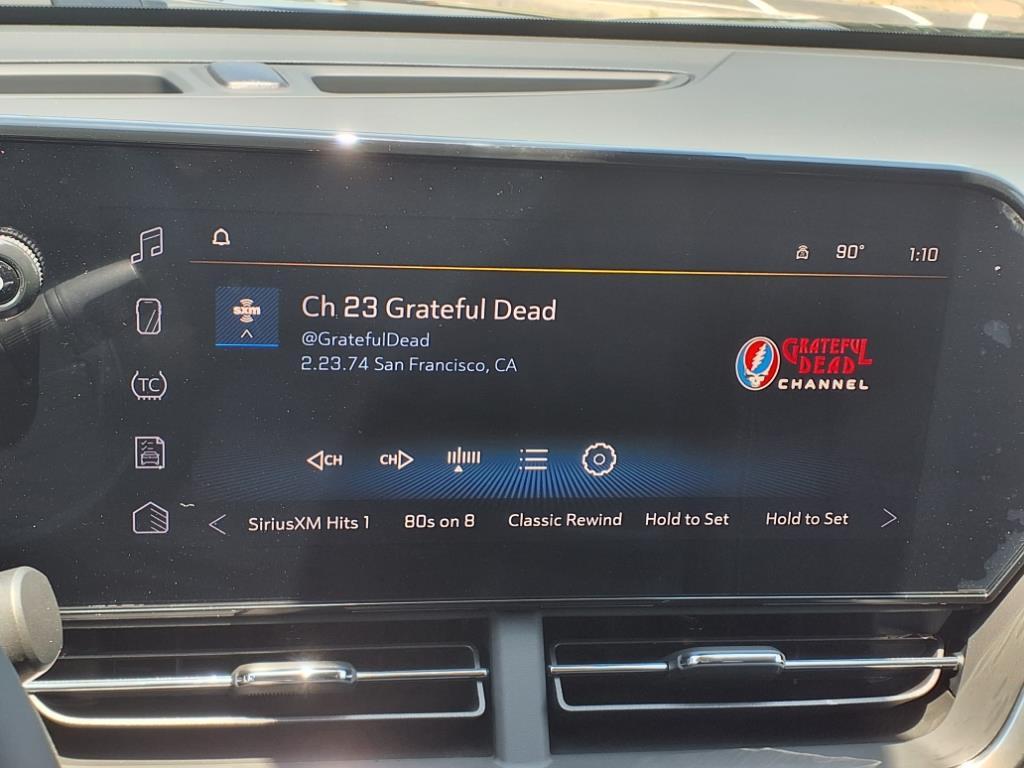 90° 1:10
sxm
Ch 23 Grateful Dead
@GratefulDead
2.23.74 San Francisco, CA
GRATEFUL
DEAD
CHANNEL
TC
CH CH
SiriusXM Hits 1 80s on 8 Classic Rewind Hold to Set Hold to Set